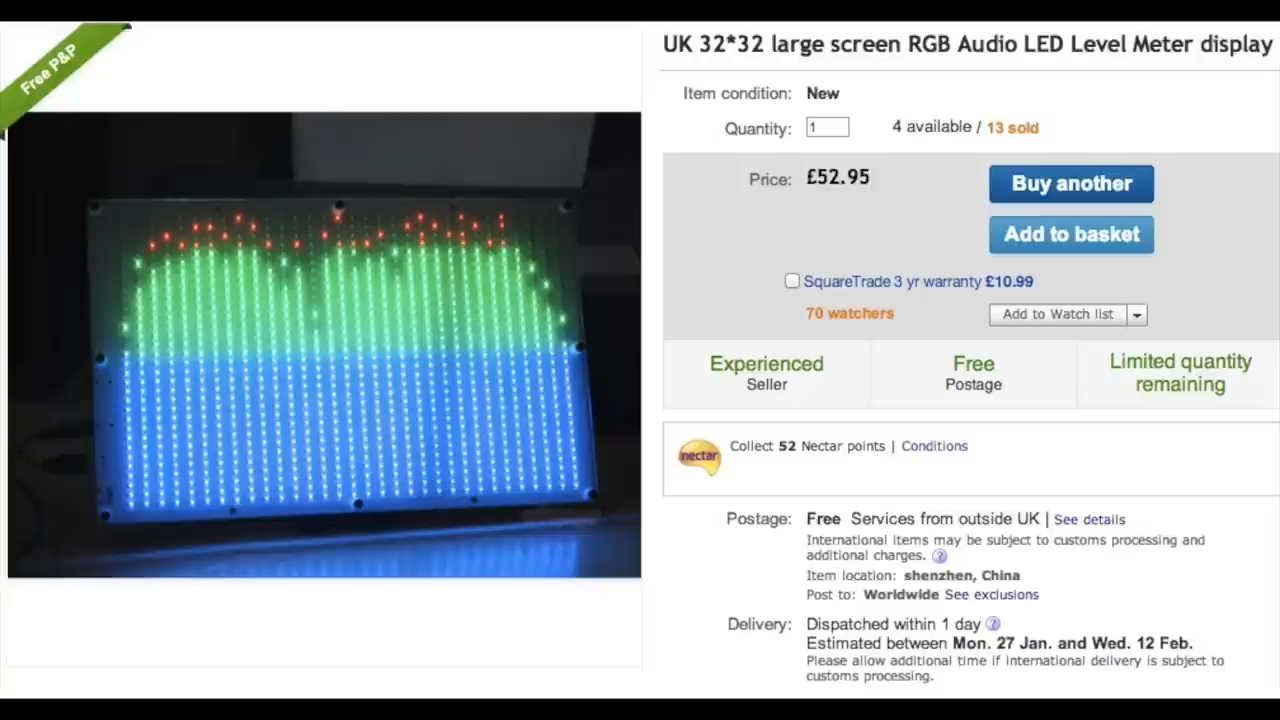 Free P&P
UK 32*32 large screen RGB Audio LED Level Meter display
Item condition: New
Quantity: 1 4 available / 13 sold
Price: £52.95 Buy another
Add to basket
SquareTrade 3 yr warranty £10.99
70 watchers Add to Watch list
Experienced Seller
Free Postage
Limited quantity remaining
nectar Collect 52 Nectar points | Conditions
Postage: Free Services from outside UK | See details
International items may be subject to customs processing and
additional charges. ?
Item location: shenzhen, China
Post to: Worldwide See exclusions
Delivery: Dispatched within 1 day ?
Estimated between Mon. 27 Jan. and Wed. 12 Feb.
Please allow additional time if international delivery is subject to
customs processing.